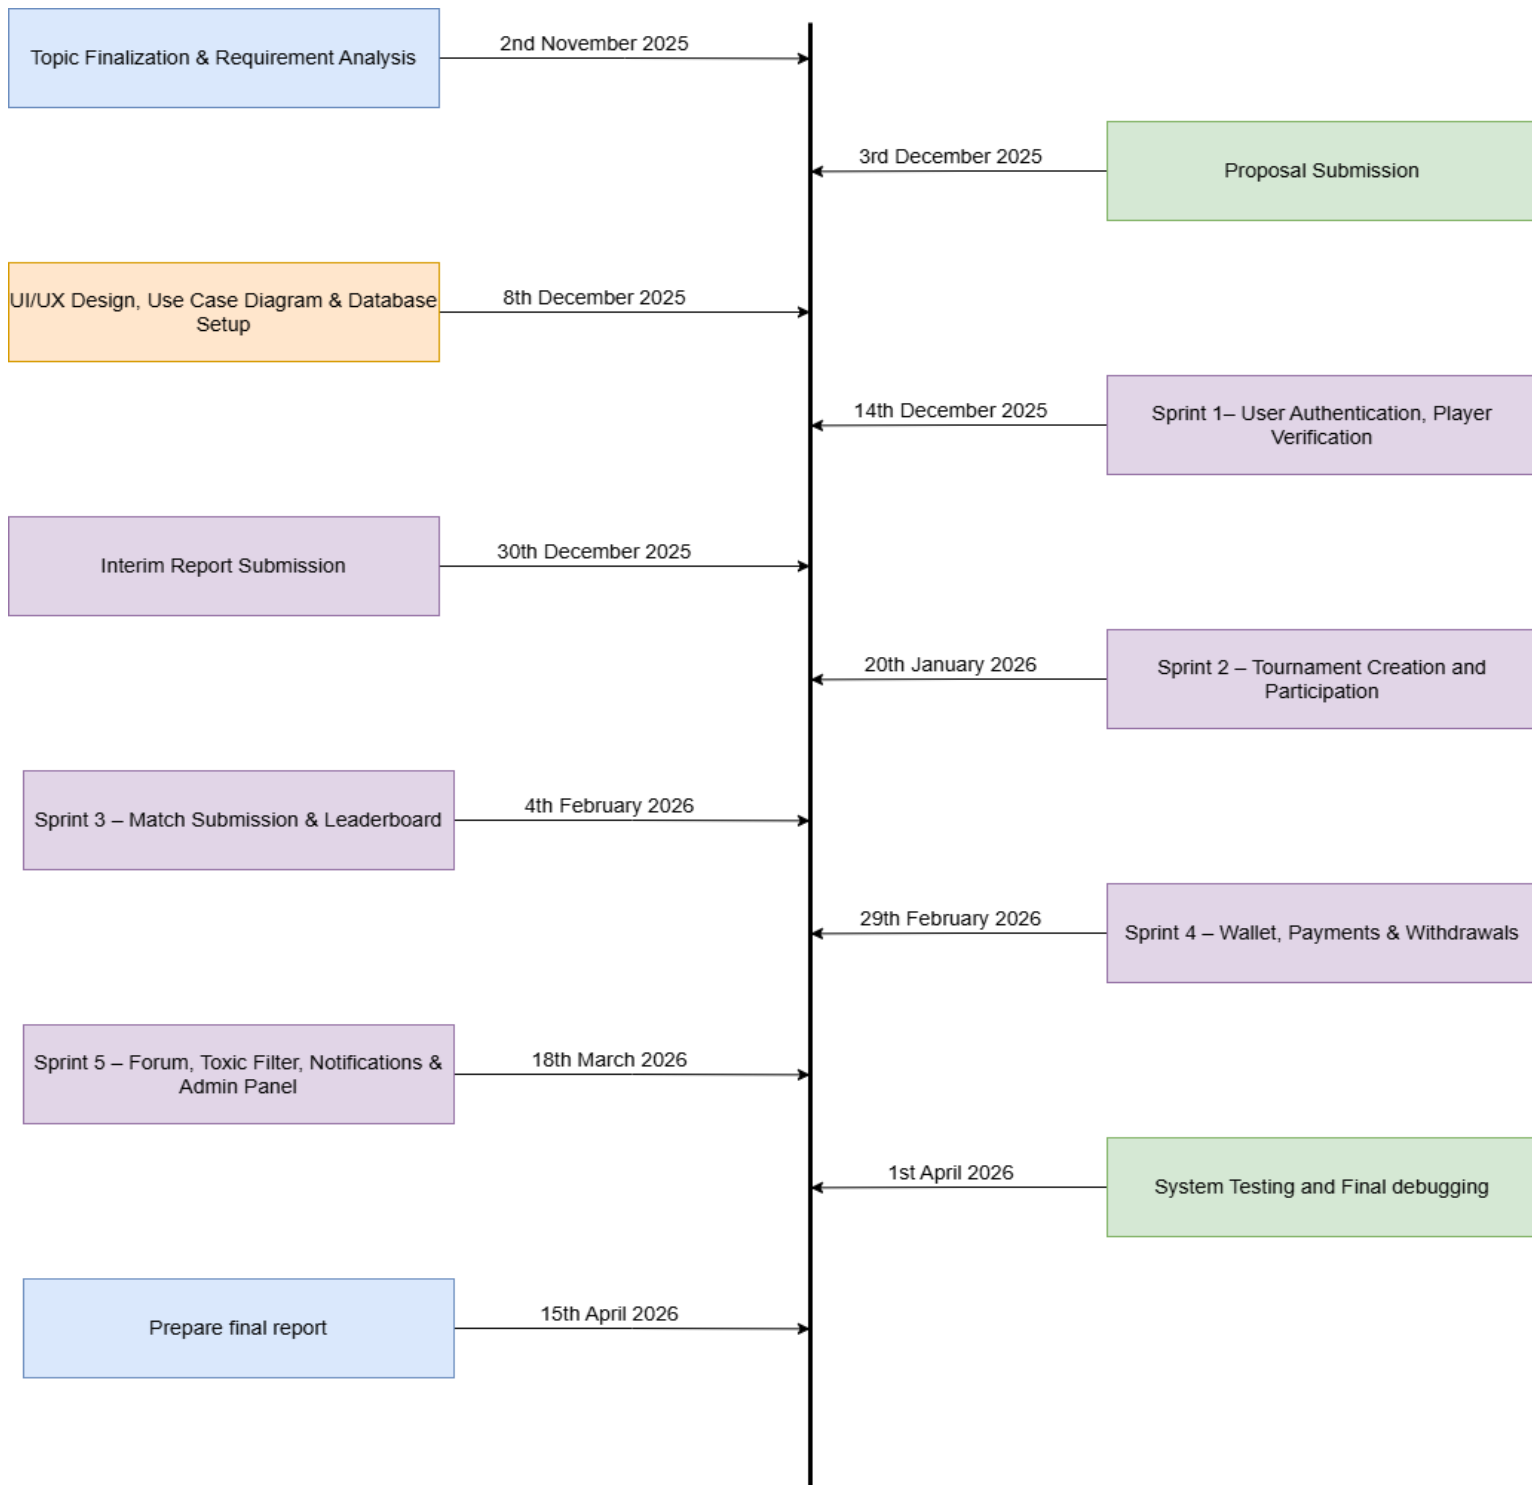 Topic Finalization & Requirement Analysis
2nd November 2025
3rd December 2025
Proposal Submission
UI/UX Design, Use Case Diagram & Database
Setup
8th December 2025
14th December 2025
Sprint 1– User Authentication, Player
Verification
Interim Report Submission
30th December 2025
20th January 2026
Sprint 2 – Tournament Creation and
Participation
Sprint 3 – Match Submission & Leaderboard
4th February 2026
29th February 2026
Sprint 4 – Wallet, Payments & Withdrawals
Sprint 5 – Forum, Toxic Filter, Notifications &
Admin Panel
18th March 2026
1st April 2026
System Testing and Final debugging
Prepare final report
15th April 2026